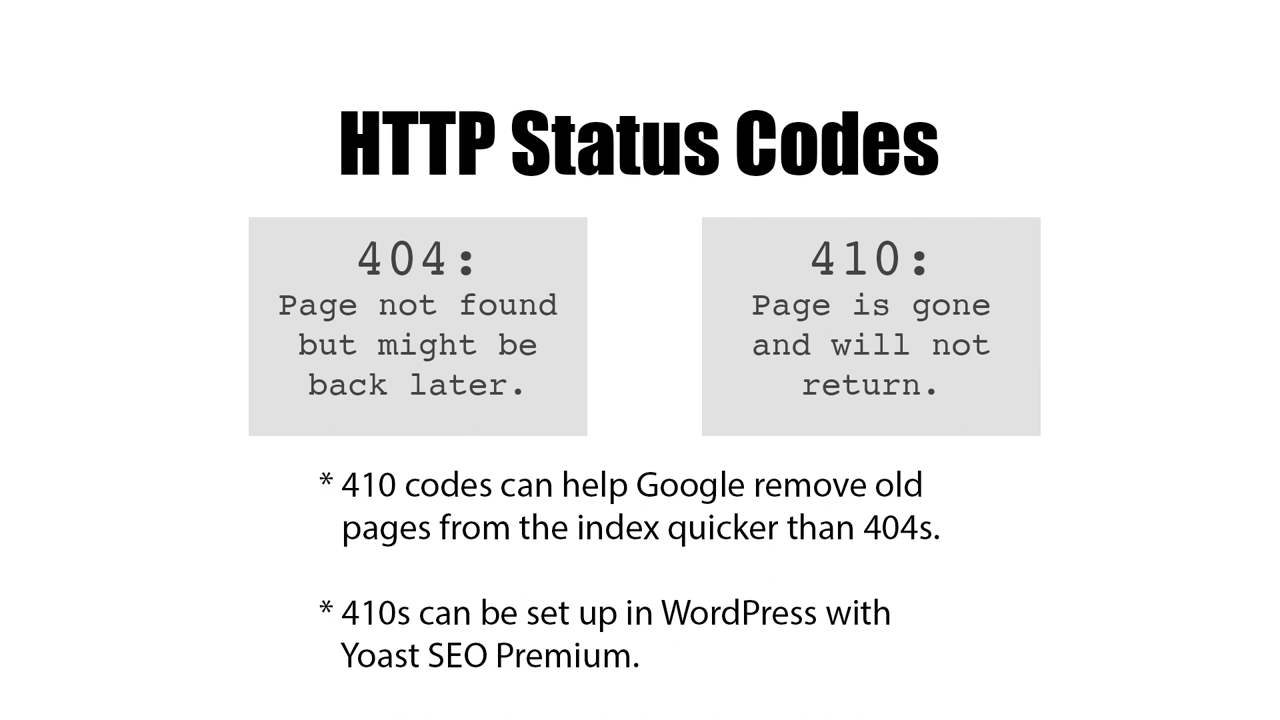 HTTP Status Codes
404:
Page not found
but might be
back later.
410:
Page is gone
and will not
return.
* 410 codes can help Google remove old
pages from the index quicker than 404s.
* 410s can be set up in WordPress with
Yoast SEO Premium.